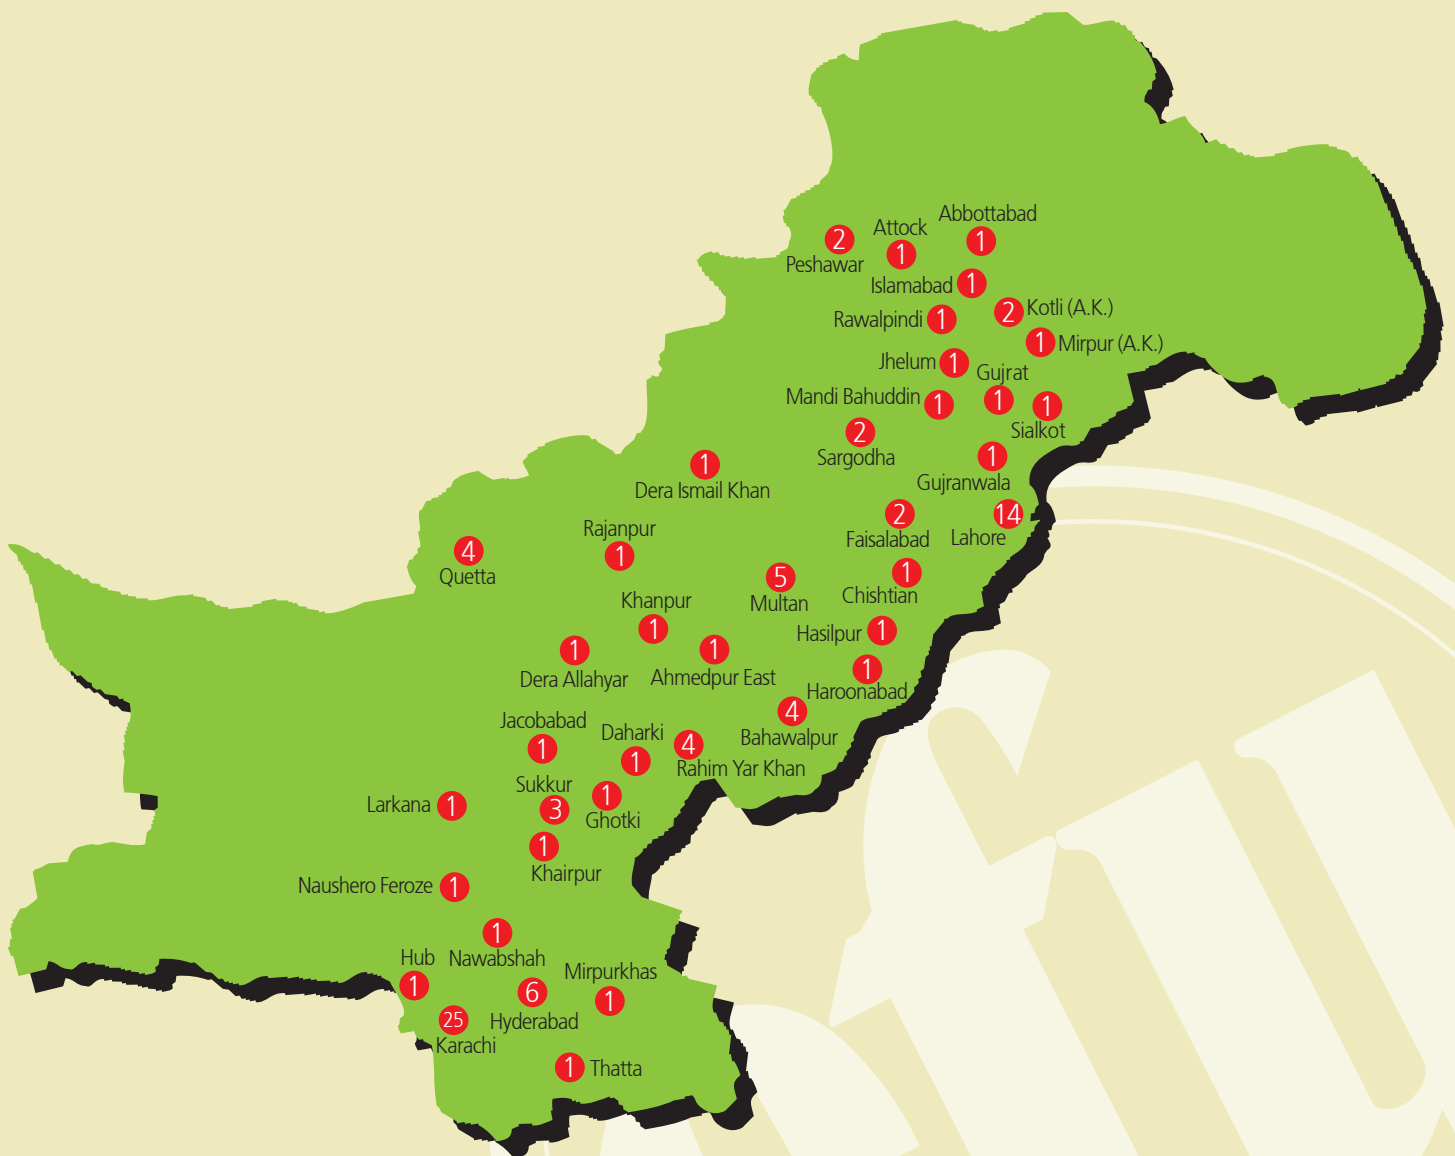 Abbottabad
1
Attock
1
2
Peshawar
Islamabad 1
2 Kotli (A.K.)
Rawalpindi 1
1 Mirpur (A.K.)
Jhelum 1
Gujrat
1
Mandi Bahuddin 1
1
Sialkot
2
Sargodha
1
Gujranwala
1
Dera Ismail Khan
2
Faisalabad
14
Lahore
Rajanpur
1
4
Quetta
5
Multan
1
Chishtian
Khanpur
1
Hasilpur 1
1
Dera Allahyar
1
Ahmedpur East
1
Haroonabad
4
Bahawalpur
Jacobabad
1
Daharki
1
4
Rahim Yar Khan
Sukkur
3
1
Ghotki
Larkana 1
1
Khairpur
Naushero Feroze 1
1
Nawabshah
Hub
1
Mirpurkhas
1
6
Hyderabad
25
Karachi
1 Thatta